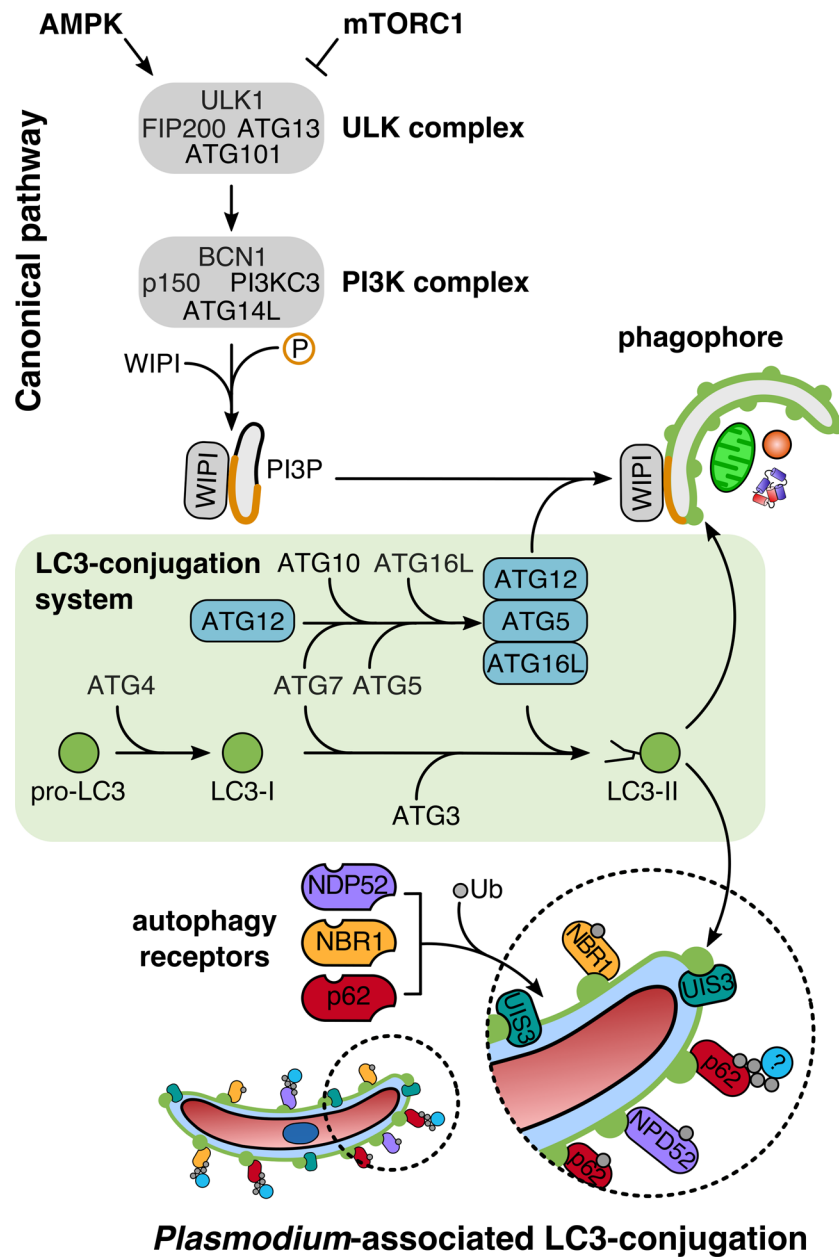 AMPK
mTORC1
Canonical pathway
ULK1
FIP200 ATG13
ATG101
ULK complex
BCN1
p150 PI3KC3
ATG14L
PI3K complex
WIPI
P
phagophore
WIPI
PI3P
WIPI
LC3-conjugation
system
ATG10
ATG16L
ATG12
ATG12
ATG5
ATG16L
ATG7
ATG5
ATG4
pro-LC3
LC3-I
ATG3
LC3-II
autophagy
receptors
NDP52
NBR1
p62
Ub
NBR1
UIS3
UIS3
p62
?
NPD52
p62
Plasmodium-associated LC3-conjugation